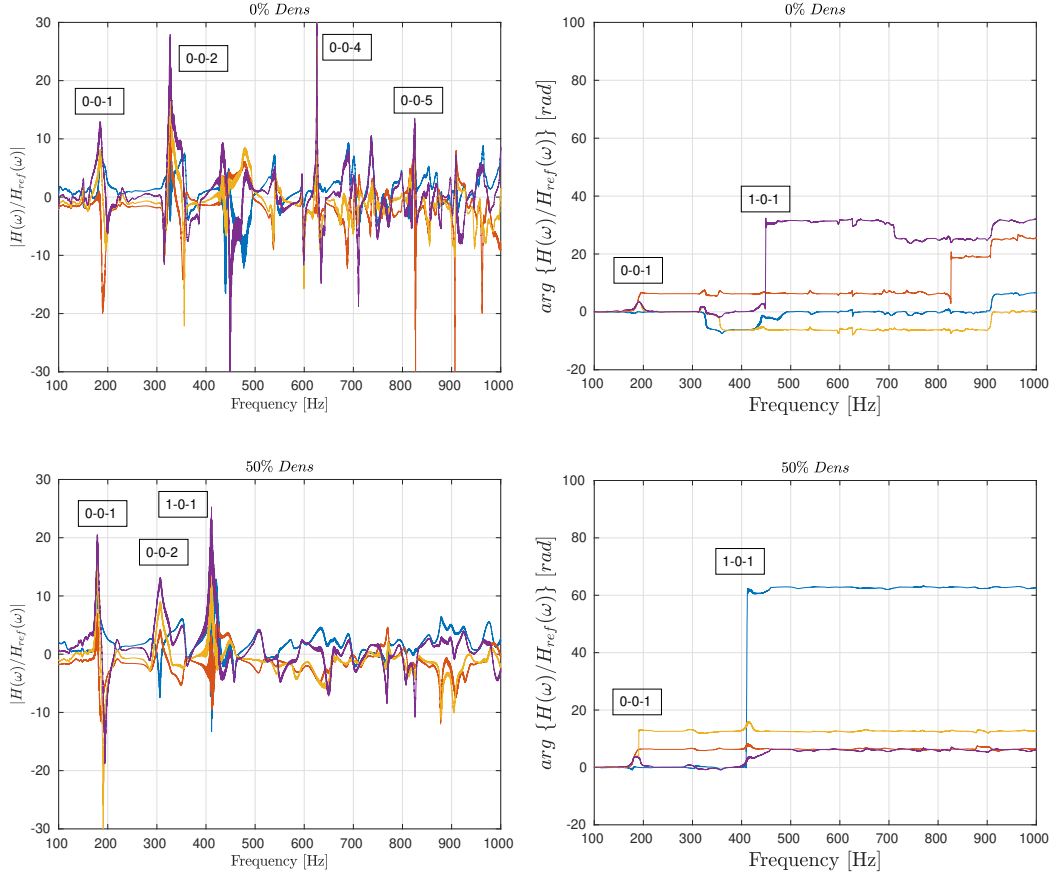 0% Dens
30
20
10
0
-10
-20
-30
|H(ω)/H_ref(ω)|
0-0-1
0-0-2
0-0-4
0-0-5
100 200 300 400 500 600 700 800 900 1000
Frequency [Hz]
0% Dens
100
80
60
40
20
0
-20
arg {H(ω)/H_ref(ω)} [rad]
0-0-1
1-0-1
100 200 300 400 500 600 700 800 900 1000
Frequency [Hz]
50% Dens
30
20
10
0
-10
-20
-30
|H(ω)/H_ref(ω)|
0-0-1
0-0-2
1-0-1
100 200 300 400 500 600 700 800 900 1000
Frequency [Hz]
50% Dens
100
80
60
40
20
0
-20
arg {H(ω)/H_ref(ω)} [rad]
0-0-1
1-0-1
100 200 300 400 500 600 700 800 900 1000
Frequency [Hz]